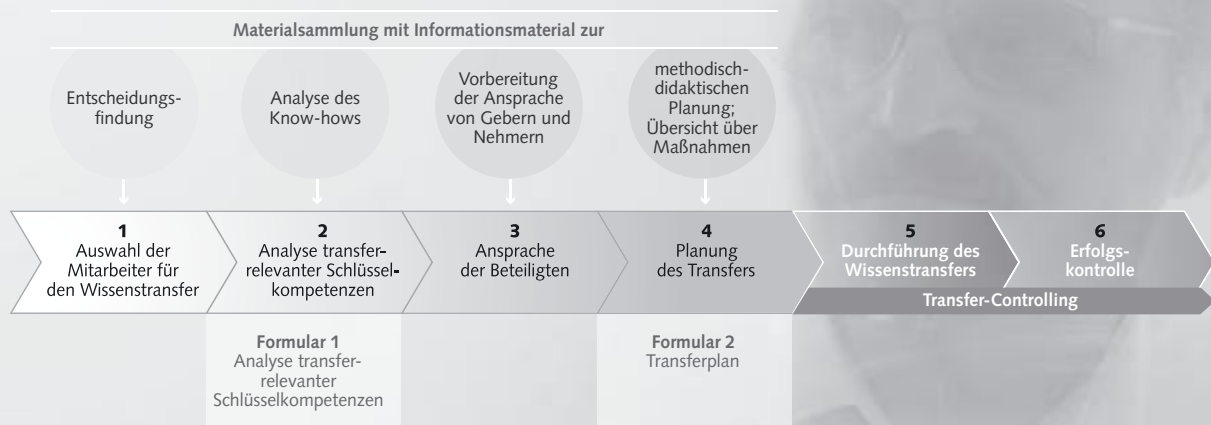 Materialsammlung mit Informationsmaterial zur
Entscheidungs-
findung
Analyse des
Know-hows
Vorbereitung
der Ansprache
von Gebern und
Nehmern
methodisch-
didaktischen
Planung;
Übersicht über
Maßnahmen
1
Auswahl der
Mitarbeiter für
den Wissenstransfer
2
Analyse transfer-
relevanter Schlüssel-
kompetenzen
3
Ansprache
der Beteiligten
4
Planung
des Transfers
5
Durchführung des
Wissenstransfers
6
Erfolgs-
kontrolle
Transfer-Controlling
Formular 1
Analyse transfer-
relevanter
Schlüsselkompetenzen
Formular 2
Transferplan